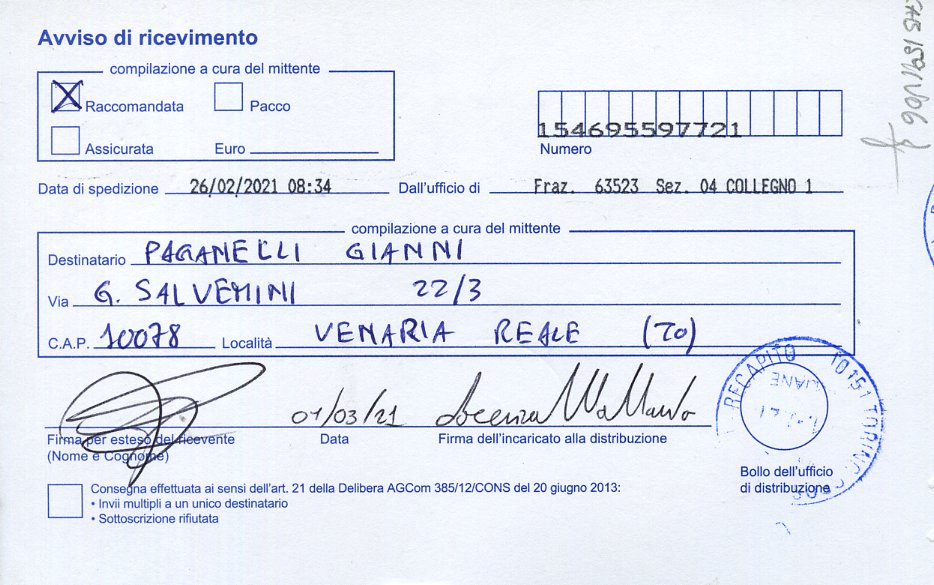 Avviso di ricevimento
compilazione a cura del mittente
Raccomandata Pacco
Assicurata Euro
154695597721
Numero
Data di spedizione 26/02/2021 08:34 Dall'ufficio di Fraz. 63523 Sez. 04 COLLEGNO 1
compilazione a cura del mittente
Destinatario PAGANELLI GIANNI
Via G. SALVEMINI 22/3
C.A.P. 10078 Località VENARIA REALE (TO)
01/03/21
Firma per esteso del ricevente Data Firma dell'incaricato alla distribuzione
(Nome e Cognome)
RECAPITO 10151 TORINO
Bollo dell'ufficio
di distribuzione
Consegna effettuata ai sensi dell'art. 21 della Delibera AGCom 385/12/CONS del 20 giugno 2013:
• Invii multipli a un unico destinatario
• Sottoscrizione rifiutata